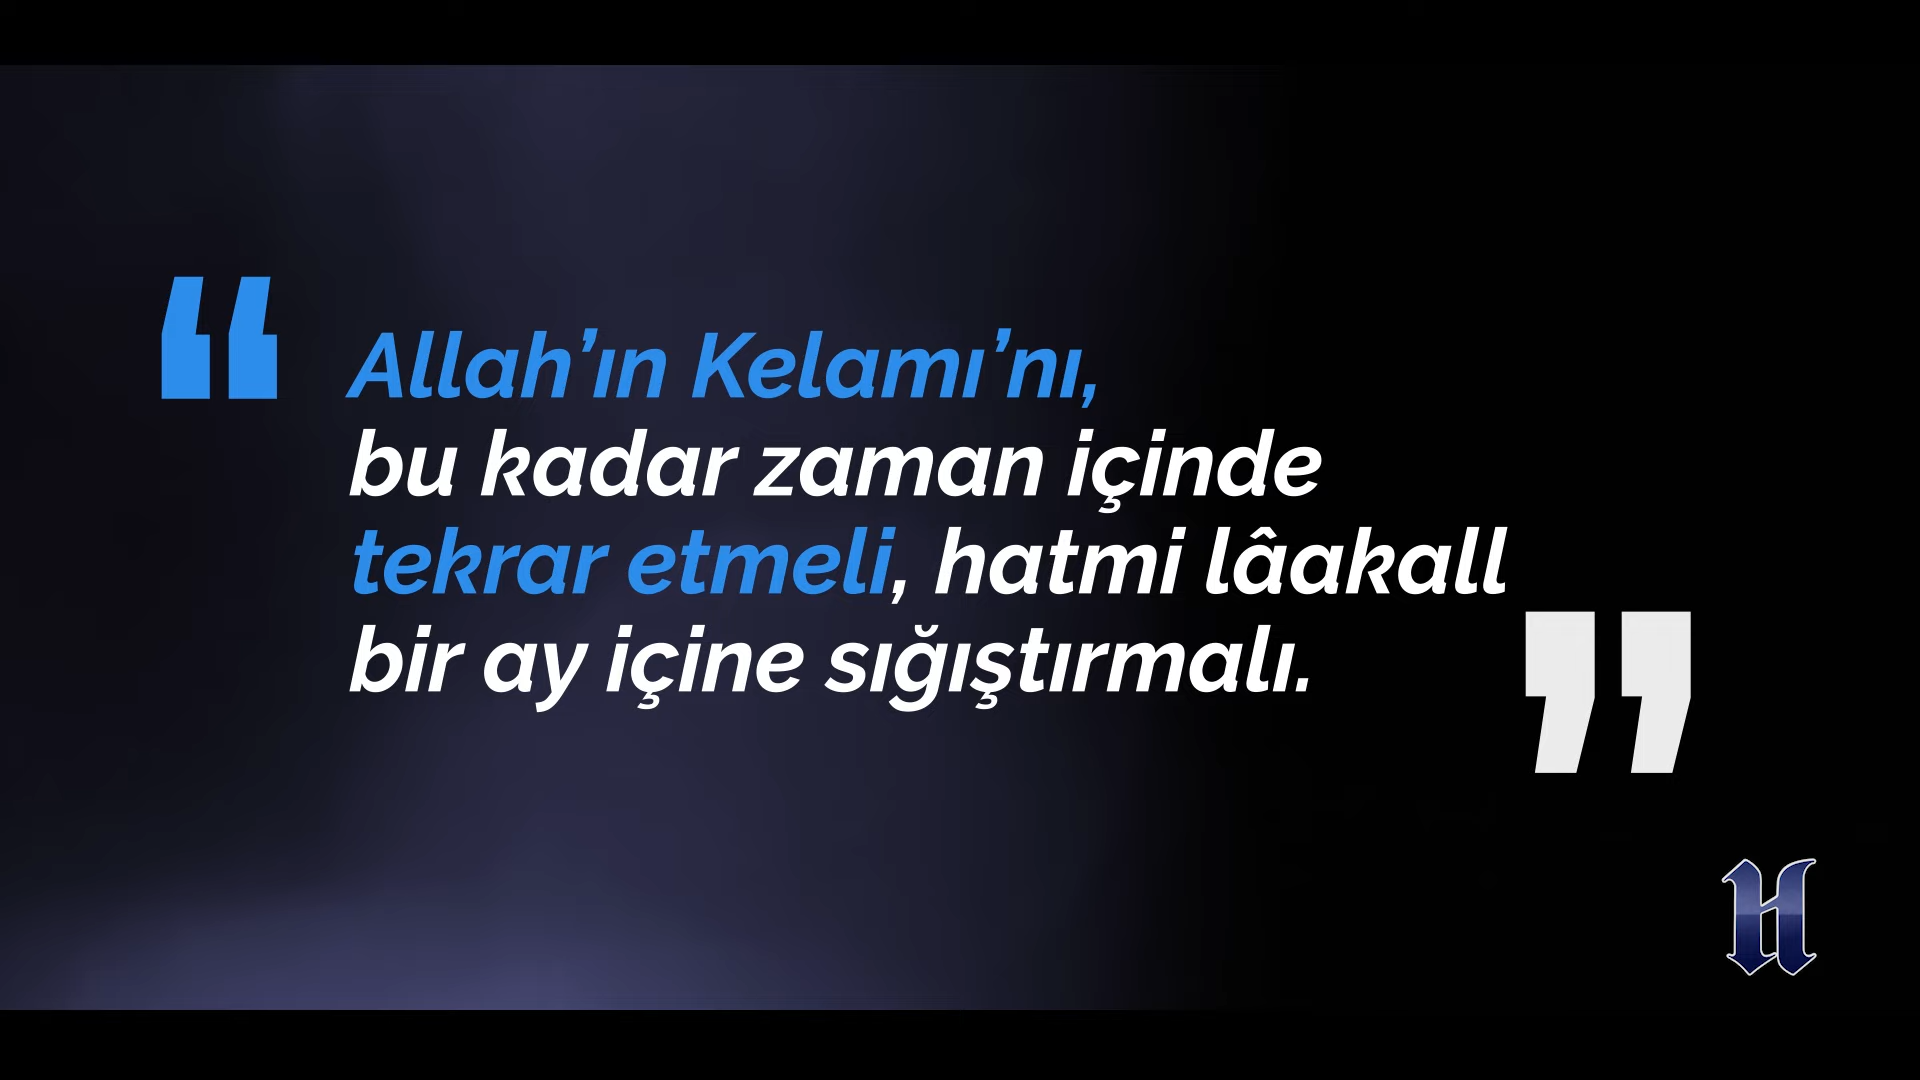 “Allah’ın Kelamı’nı,
bu kadar zaman içinde
tekrar etmeli, hatmi lâakall
bir ay içine sığıştırmalı.”
H